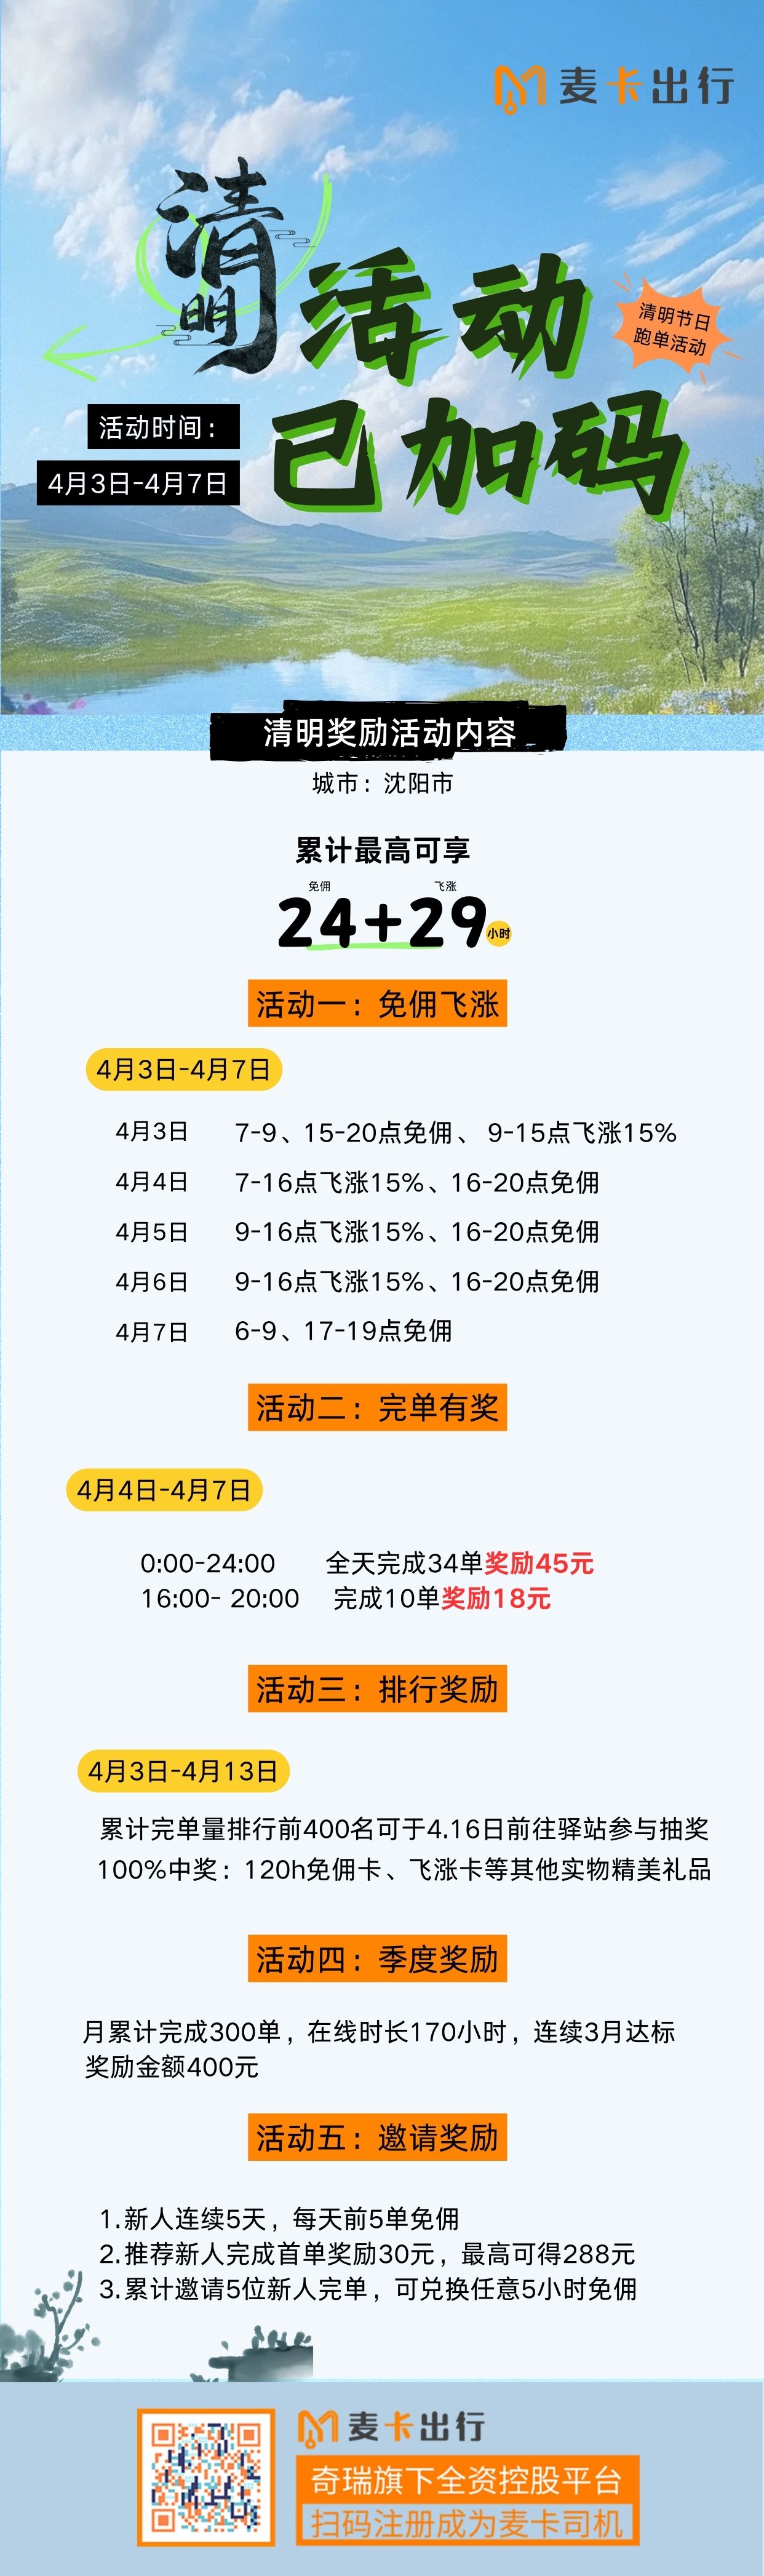 麦卡出行
清明
活动
已加码
清明节日
跑单活动
活动时间：
4月3日-4月7日
清明奖励活动内容
城市：沈阳市
累计最高可享
免佣 飞涨
24+29小时
活动一：免佣飞涨
4月3日-4月7日
4月3日 7-9、15-20点免佣、 9-15点飞涨15%
4月4日 7-16点飞涨15%、16-20点免佣
4月5日 9-16点飞涨15%、16-20点免佣
4月6日 9-16点飞涨15%、16-20点免佣
4月7日 6-9、17-19点免佣
活动二：完单有奖
4月4日-4月7日
0:00-24:00 全天完成34单奖励45元
16:00- 20:00 完成10单奖励18元
活动三：排行奖励
4月3日-4月13日
累计完单量排行前400名可于4.16日前往驿站参与抽奖
100%中奖：120h免佣卡、飞涨卡等其他实物精美礼品
活动四：季度奖励
月累计完成300单，在线时长170小时，连续3月达标
奖励金额400元
活动五：邀请奖励
1.新人连续5天，每天前5单免佣
2.推荐新人完成首单奖励30元，最高可得288元
3.累计邀请5位新人完单，可兑换任意5小时免佣
麦卡出行
奇瑞旗下全资控股平台
扫码注册成为麦卡司机